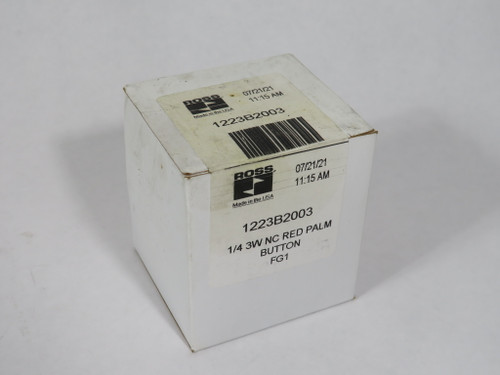 ROSS
Made in the USA
07/21/21
11:15 AM
1223B2003
ROSS
Made in the USA
07/21/21
11:15 AM
1223B2003
1/4 3W NC RED PALM
BUTTON
FG1